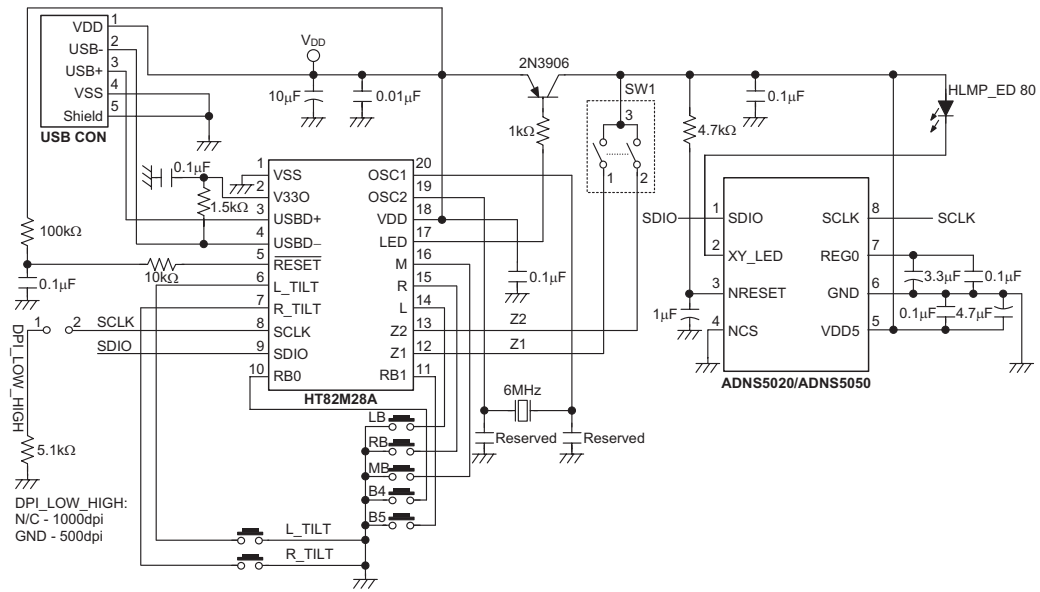 VDD 1
USB- 2
USB+ 3
VSS 4
Shield 5
USB CON
VDD
10μF
0.01μF
2N3906
1kΩ
SW1
3
1
2
4.7kΩ
0.1μF
HLMP_ED 80
0.1μF
1.5kΩ
100kΩ
0.1μF
10kΩ
1 VSS
2 V33O
3 USBD+
4 USBD−
5 RESET
6 L_TILT
7 R_TILT
8 SCLK
9 SDIO
10 RB0
OSC1 20
OSC2 19
VDD 18
LED 17
M 16
R 15
L 14
Z2 13
Z1 12
RB1 11
HT82M28A
0.1μF
Z2
Z1
SDIO
1 SDIO
2 XY_LED
3 NRESET
4 NCS
SCLK 8
REG0 7
GND 6
VDD5 5
SCLK
3.3μF
0.1μF
0.1μF
4.7μF
1μF
ADNS5020/ADNS5050
1
2
SCLK
SDIO
DPI_LOW_HIGH
5.1kΩ
6MHz
Reserved
Reserved
LB
RB
MB
B4
B5
L_TILT
R_TILT
DPI_LOW_HIGH:
N/C - 1000dpi
GND - 500dpi